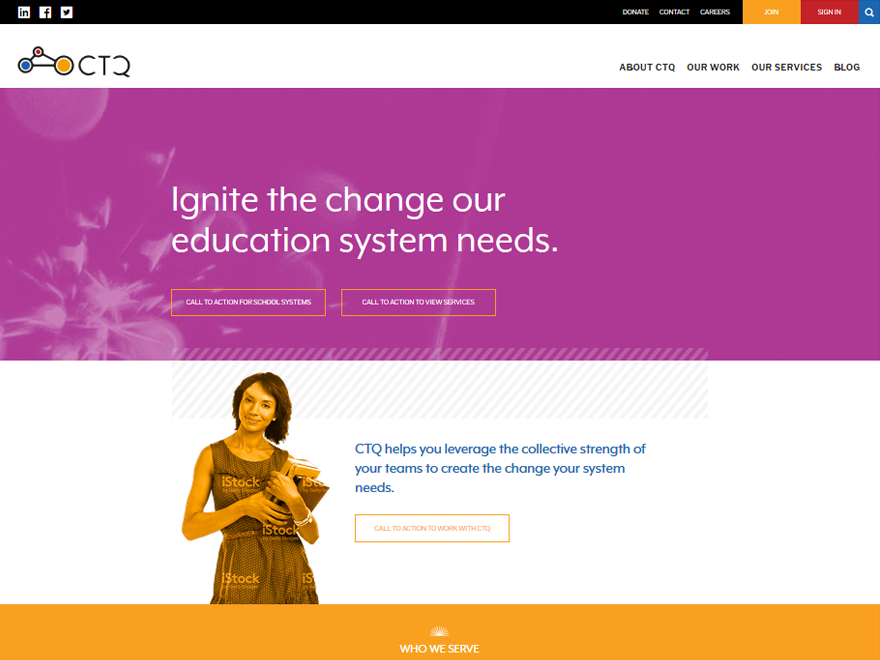 in f
DONATE CONTACT CAREERS JOIN SIGN IN
CTQ
ABOUT CTQ OUR WORK OUR SERVICES BLOG
Ignite the change our
education system needs.
CALL TO ACTION FOR SCHOOL SYSTEMS CALL TO ACTION TO VIEW SERVICES
CTQ helps you leverage the collective strength of
your teams to create the change your system
needs.
CALL TO ACTION TO WORK WITH CTQ
iStock
iStock
iStock
WHO WE SERVE